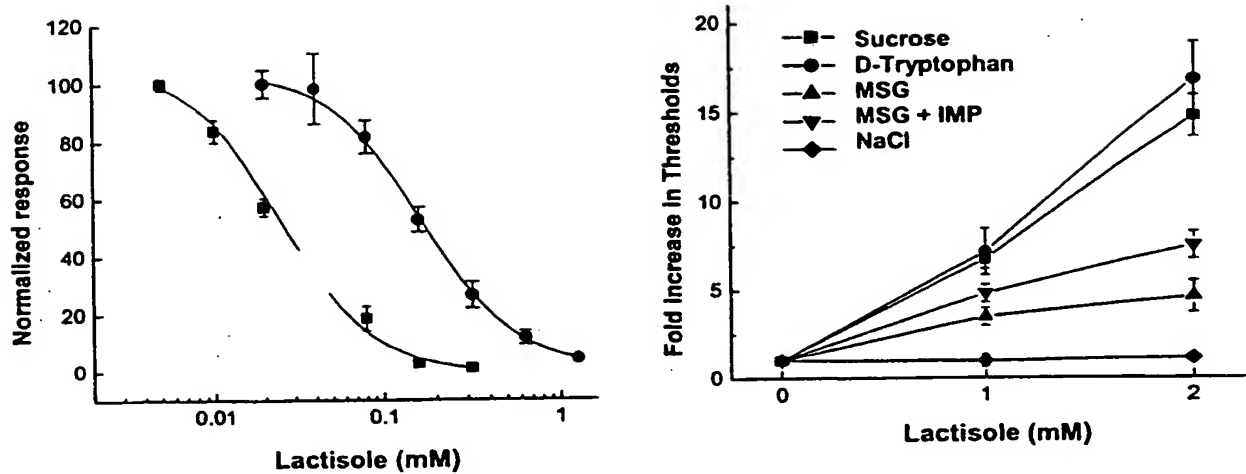 120
100
80
60
40
20
0
Normalized response
0.01
0.1
1
Lactisole (mM)
20
15
10
5
0
Fold Increase in Thresholds
Sucrose
D-Tryptophan
MSG
MSG + IMP
NaCl
0
1
2
Lactisole (mM)